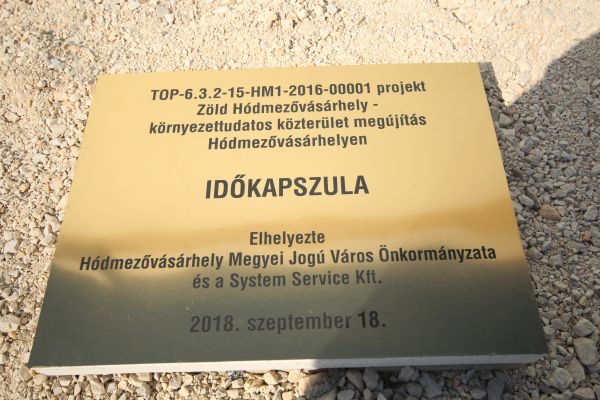 TOP-6.3.2-15-HM1-2016-00001 projekt
Zöld Hódmezővásárhely -
környezettudatos közterület megújítás
Hódmezővásárhelyen
IDŐKAPSZULA
Elhelyezte
Hódmezővásárhely Megyei Jogú Város Önkormányzata
és a System Service Kft.
2018. szeptember 18.